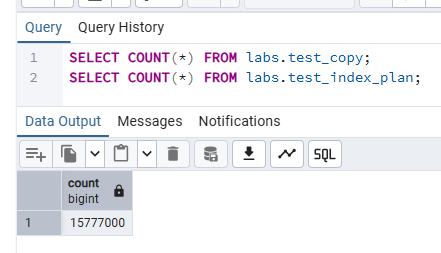 Query Query History
1 SELECT COUNT(*) FROM labs.test_copy;
2 SELECT COUNT(*) FROM labs.test_index_plan;
Data Output Messages Notifications
SQL
count
bigint
1 15777000